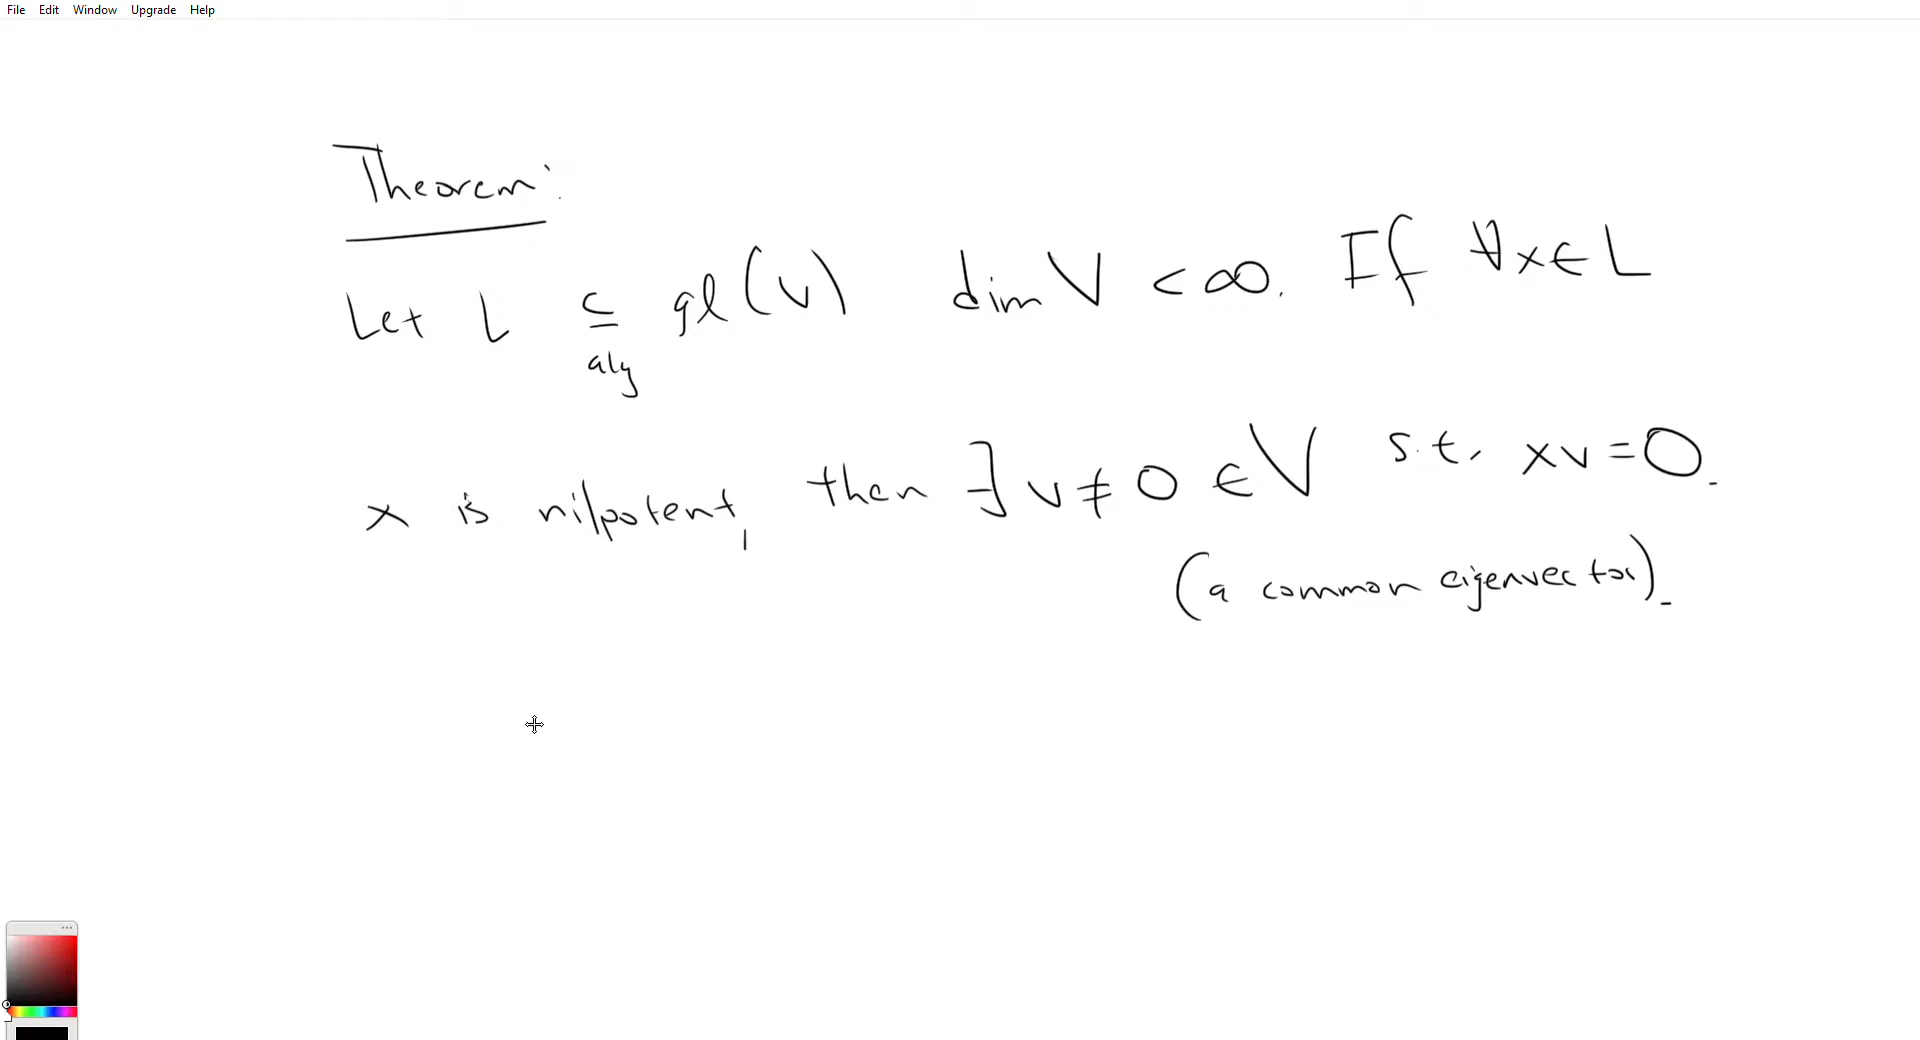 File Edit Window Upgrade Help
Theorem:
Let L ⊆ gl(V) dim V < ∞. If ∀x∈L
alg
x is nilpotent, then ∃ v≠0 ∈V s.t. xv=0.
(a common eigenvector).